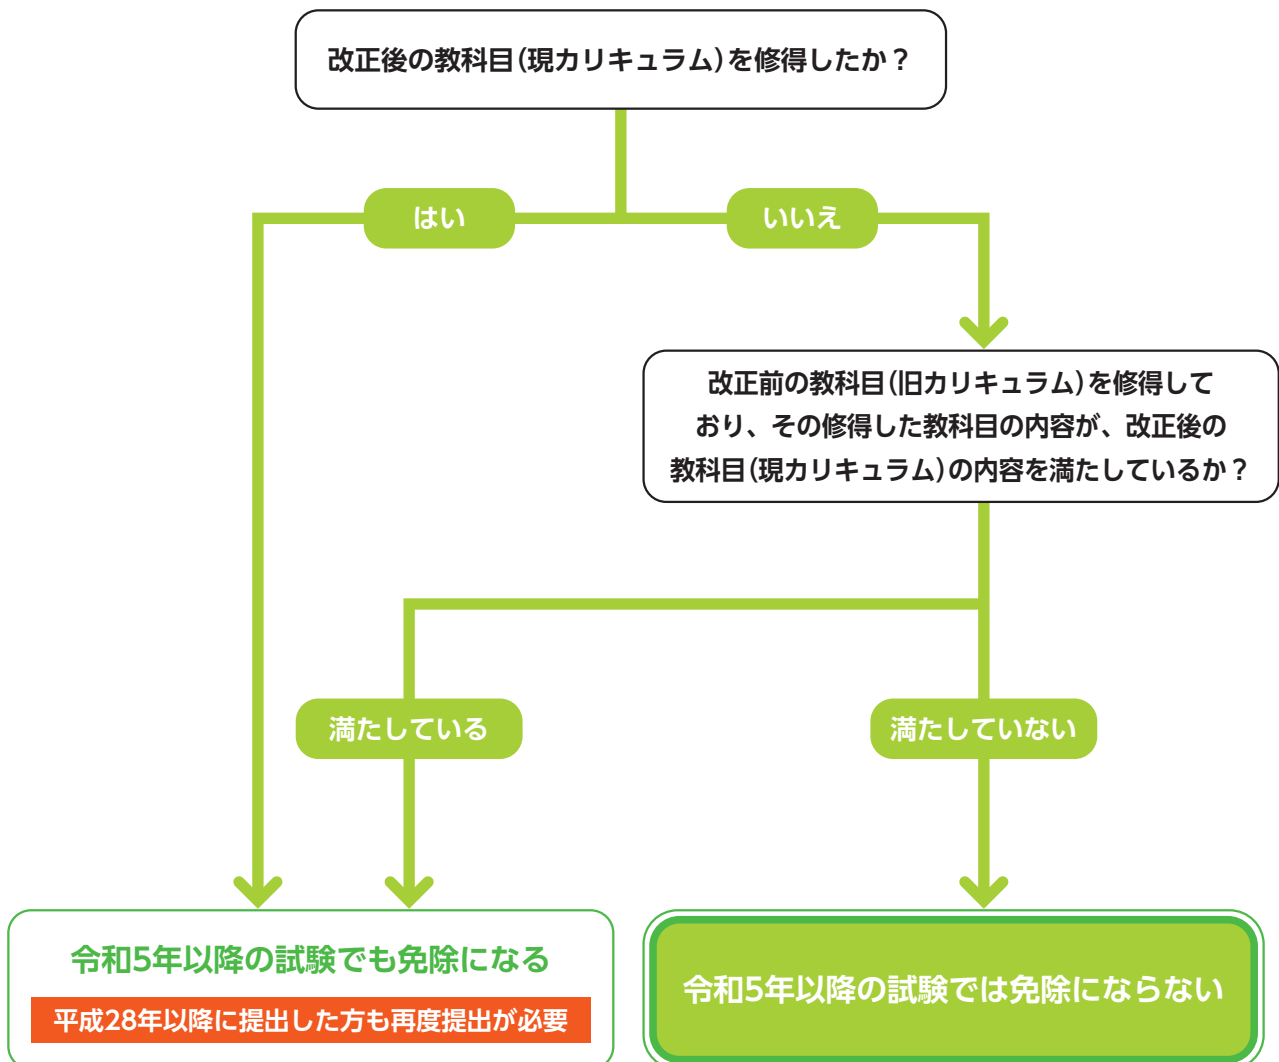 改正後の教科目(現カリキュラム)を修得したか？
はい
いいえ
改正前の教科目(旧カリキュラム)を修得して
おり、その修得した教科目の内容が、改正後の
教科目(現カリキュラム)の内容を満たしているか？
満たしている
満たしていない
令和5年以降の試験でも免除になる
平成28年以降に提出した方も再度提出が必要
令和5年以降の試験では免除にならない